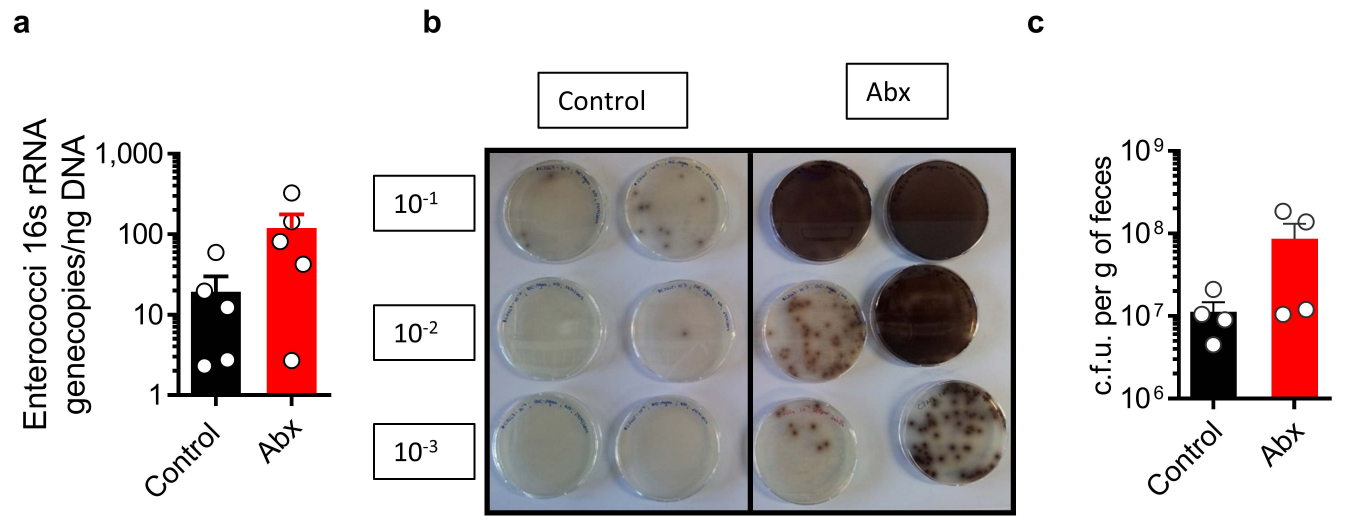 a
b
c
Enterococci 16s rRNA
genecopies/ng DNA
1,000
100
10
1
Control
Abx
Control
Abx
10-1
10-2
10-3
c.f.u. per g of feces
10⁹
10⁸
10⁷
10⁶
Control
Abx